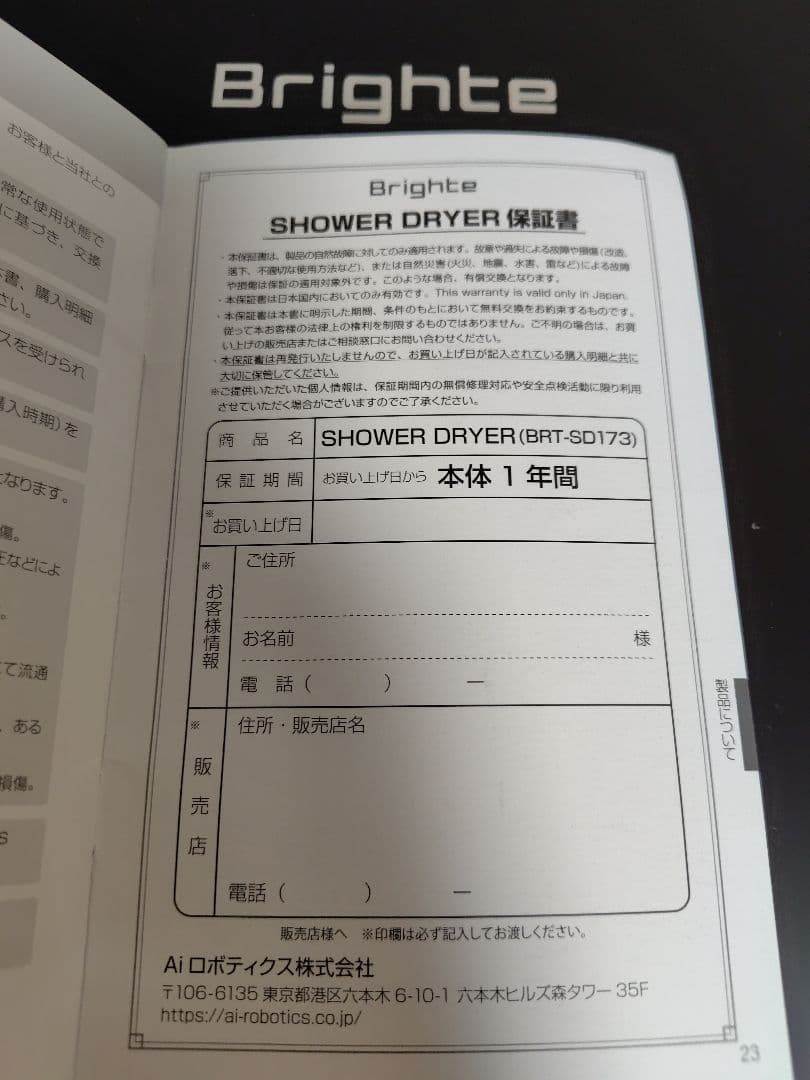 Brighte
お客様と当社との
常な使用状態で
に基づき、交換
書、購入明細
さい。
スを受けられ
購入時期)を
なります。
傷。
圧などによ
。
て流通
、ある
損傷。
S
Brighte
SHOWER DRYER 保証書
・本保証書は、製品の自然故障に対してのみ適用されます。故意や過失による故障や損傷(改造、
落下、不適切な使用方法など)、または自然災害(火災、地震、水害、雷など)による故障
や損傷は保証の適用対象外です。このような場合、有償交換となります。
・本保証書は日本国内においてのみ有効です。This warranty is valid only in Japan.
・本保証書は本書に明示した期間、条件のもとにおいて無料交換をお約束するものです。
従って本お客様の法律上の権利を制限するものではありません。ご不明の場合は、お買
い上げの販売店またはご相談窓口にお問い合わせください。
・本保証書は再発行いたしませんので、お買い上げ日が記入されている購入明細と共に
大切に保管してください。
※ご提供いただいた個人情報は、保証期間内の無償修理対応や安全点検活動に限り利用
させていただく場合がございますのでご了承ください。
商品名 SHOWER DRYER(BRT-SD173)
保証期間 お買い上げ日から 本体1年間
※お買い上げ日
※お客様情報
ご住所
お名前 様
電話( ) ー
※販売店
住所・販売店名
電話( ) ー
販売店様へ ※印欄は必ず記入してお渡しください。
Aiロボティクス株式会社
〒106-6135 東京都港区六本木 6-10-1 六本木ヒルズ森タワー 35F
https://ai-robotics.co.jp/
製品について
23